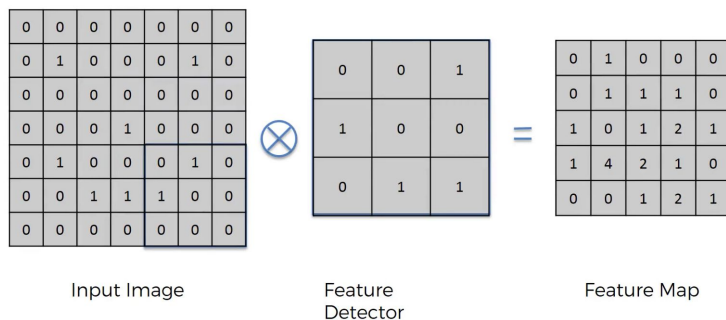 0 0 0 0 0 0 0
0 1 0 0 0 1 0
0 0 0 0 0 0 0
0 0 0 1 0 0 0
0 1 0 0 0 1 0
0 0 1 1 1 0 0
0 0 0 0 0 0 0
0 0 1
1 0 0
0 1 1
=
0 1 0 0 0
0 1 1 1 0
1 0 1 2 1
1 4 2 1 0
0 0 1 2 1
Input Image
Feature
Detector
Feature Map